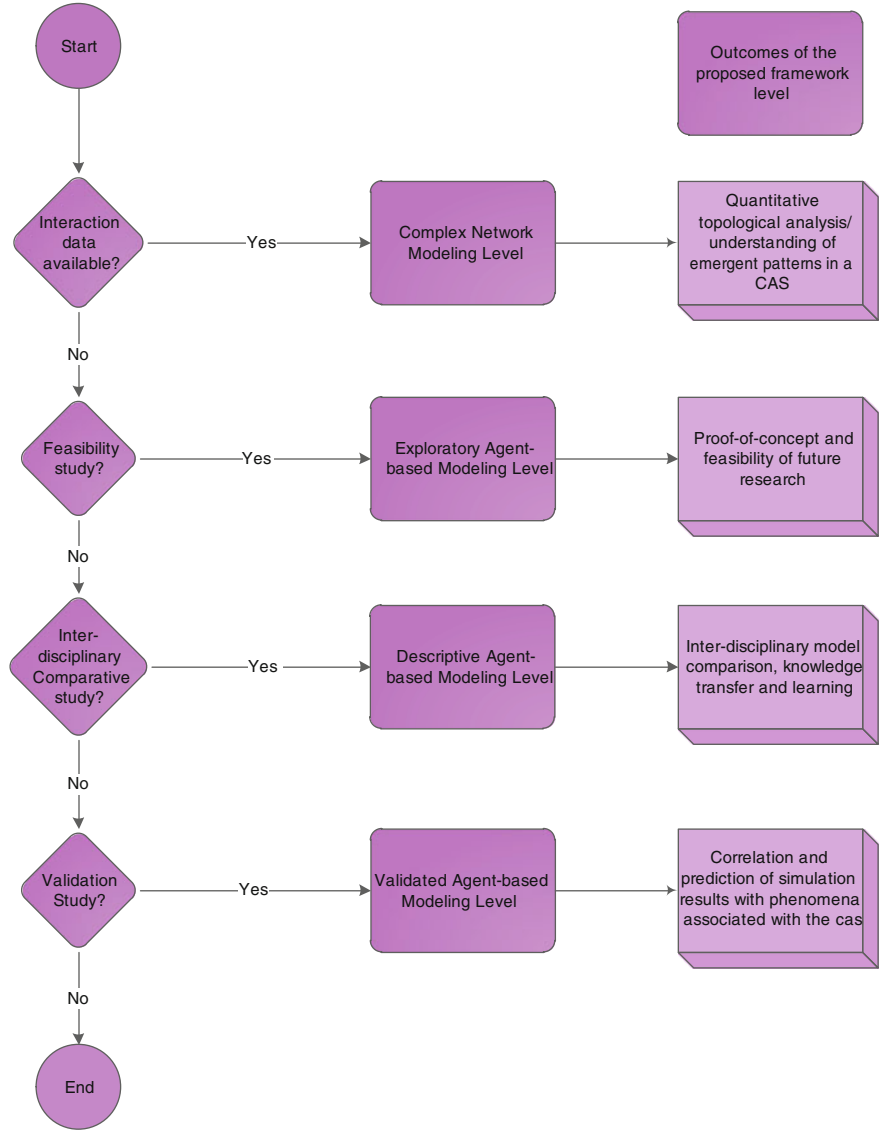 Start
Outcomes of the
proposed framework
level
Interaction
data
available?
Yes
Complex Network
Modeling Level
Quantitative
topological analysis/
understanding of
emergent patterns in a
CAS
No
Feasibility
study?
Yes
Exploratory Agent-
based Modeling Level
Proof-of-concept and
feasibility of future
research
No
Inter-
disciplinary
Comparative
study?
Yes
Descriptive Agent-
based Modeling Level
Inter-disciplinary model
comparison, knowledge
transfer and learning
No
Validation
Study?
Yes
Validated Agent-based
Modeling Level
Correlation and
prediction of simulation
results with phenomena
associated with the cas
No
End